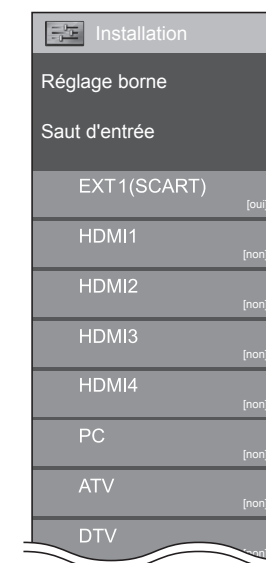 Installation
Réglage borne
Saut d'entrée
EXT1(SCART)
[oui]
HDMI1
[non]
HDMI2
[non]
HDMI3
[non]
HDMI4
[non]
PC
[non]
ATV
[non]
DTV
[non]